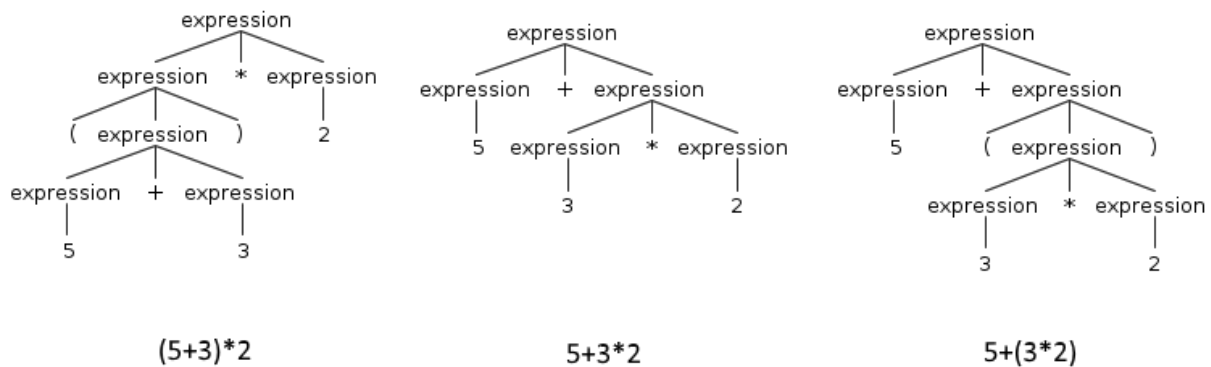 expression
expression * expression
( expression ) 2
expression + expression
5 3
(5+3)*2
expression
expression + expression
5 expression * expression
3 2
5+3*2
expression
expression + expression
5 ( expression )
expression * expression
3 2
5+(3*2)